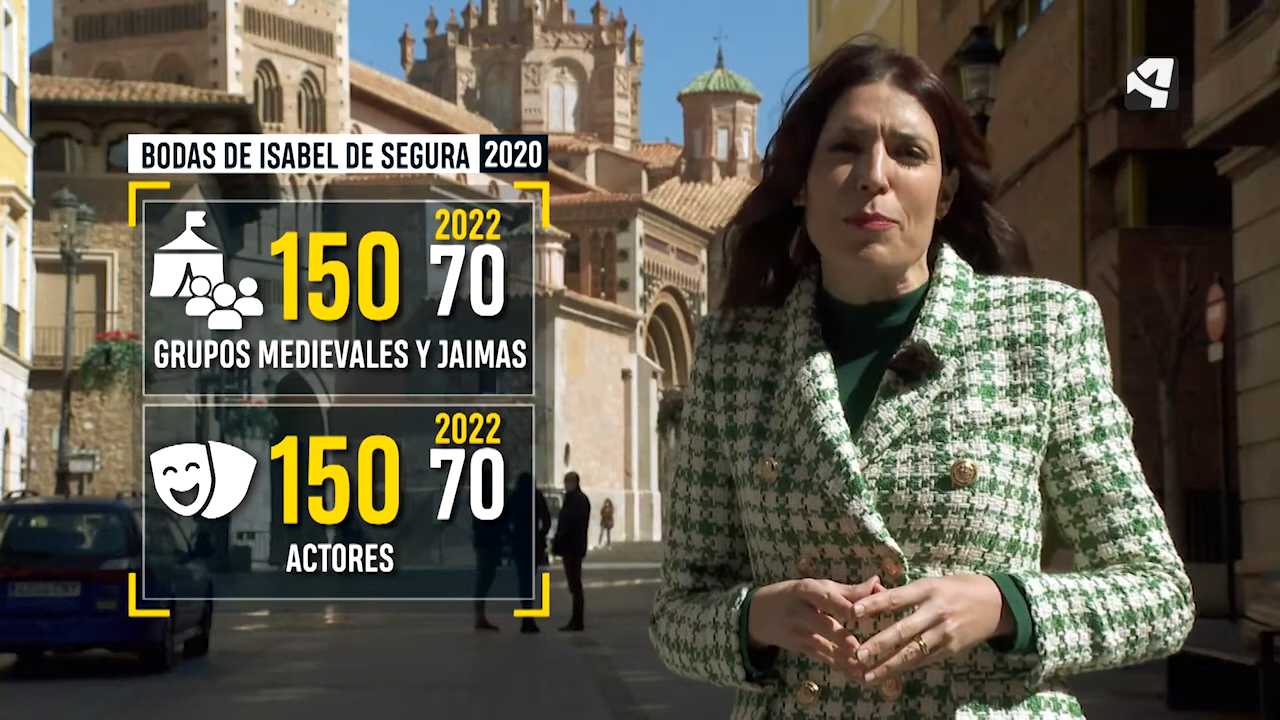 BODAS DE ISABEL DE SEGURA 2020
2022
150 70
GRUPOS MEDIEVALES Y JAIMAS
2022
150 70
ACTORES